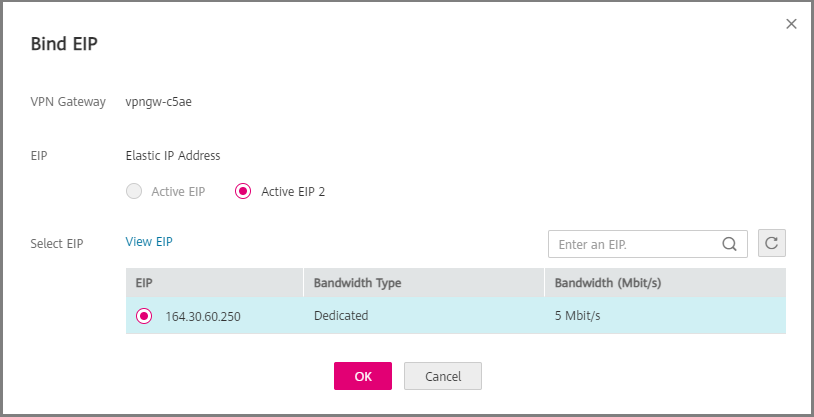 Bind EIP
VPN Gateway vpngw-c5ae
EIP Elastic IP Address
Active EIP Active EIP 2
Select EIP View EIP Enter an EIP.
EIP Bandwidth Type Bandwidth (Mbit/s)
164.30.60.250 Dedicated 5 Mbit/s
OK Cancel